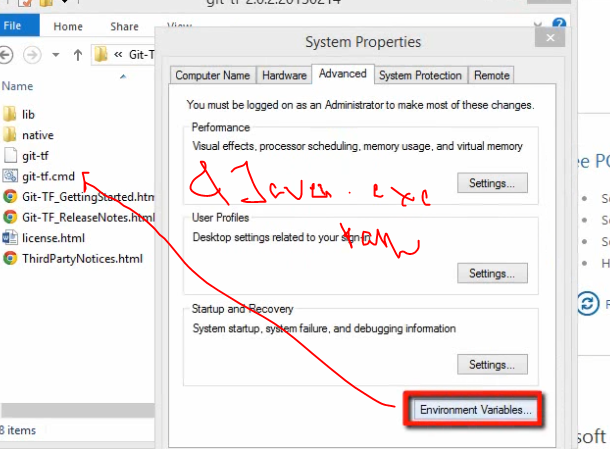 git-tf 2.0.2.20130214
File
Home
Share
View
« Git-T
Name
lib
native
git-tf
git-tf.cmd
Git-TF_GettingStarted.htm
Git-TF_ReleaseNotes.html
license.html
ThirdPartyNotices.html
8 items
System Properties
Computer Name
Hardware
Advanced
System Protection
Remote
You must be logged on as an Administrator to make most of these changes.
Performance
Visual effects, processor scheduling, memory usage, and virtual memory
Settings...
User Profiles
Desktop settings related to your sign-in
Settings...
Startup and Recovery
System startup, system failure, and debugging information
Settings...
Environment Variables...
ee PC
soft